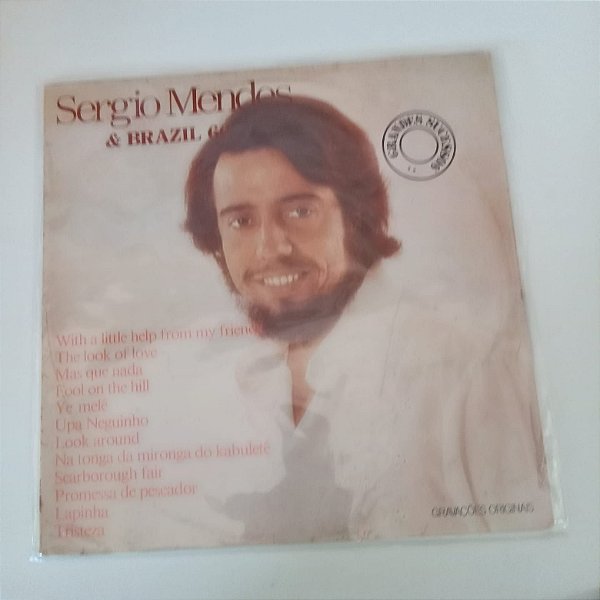 Sergio Mendes
& BRAZIL 6
GRANDES SUCESSOS
With a little help from my friends
The look of love
Mas que nada
Fool on the hill
Ye melé
Upa Neguinho
Look around
Na tonga da mironga do kabuletê
Scarborough fair
Promessa de pescador
Lapinha
Tristeza
GRAVAÇÕES ORIGINAIS